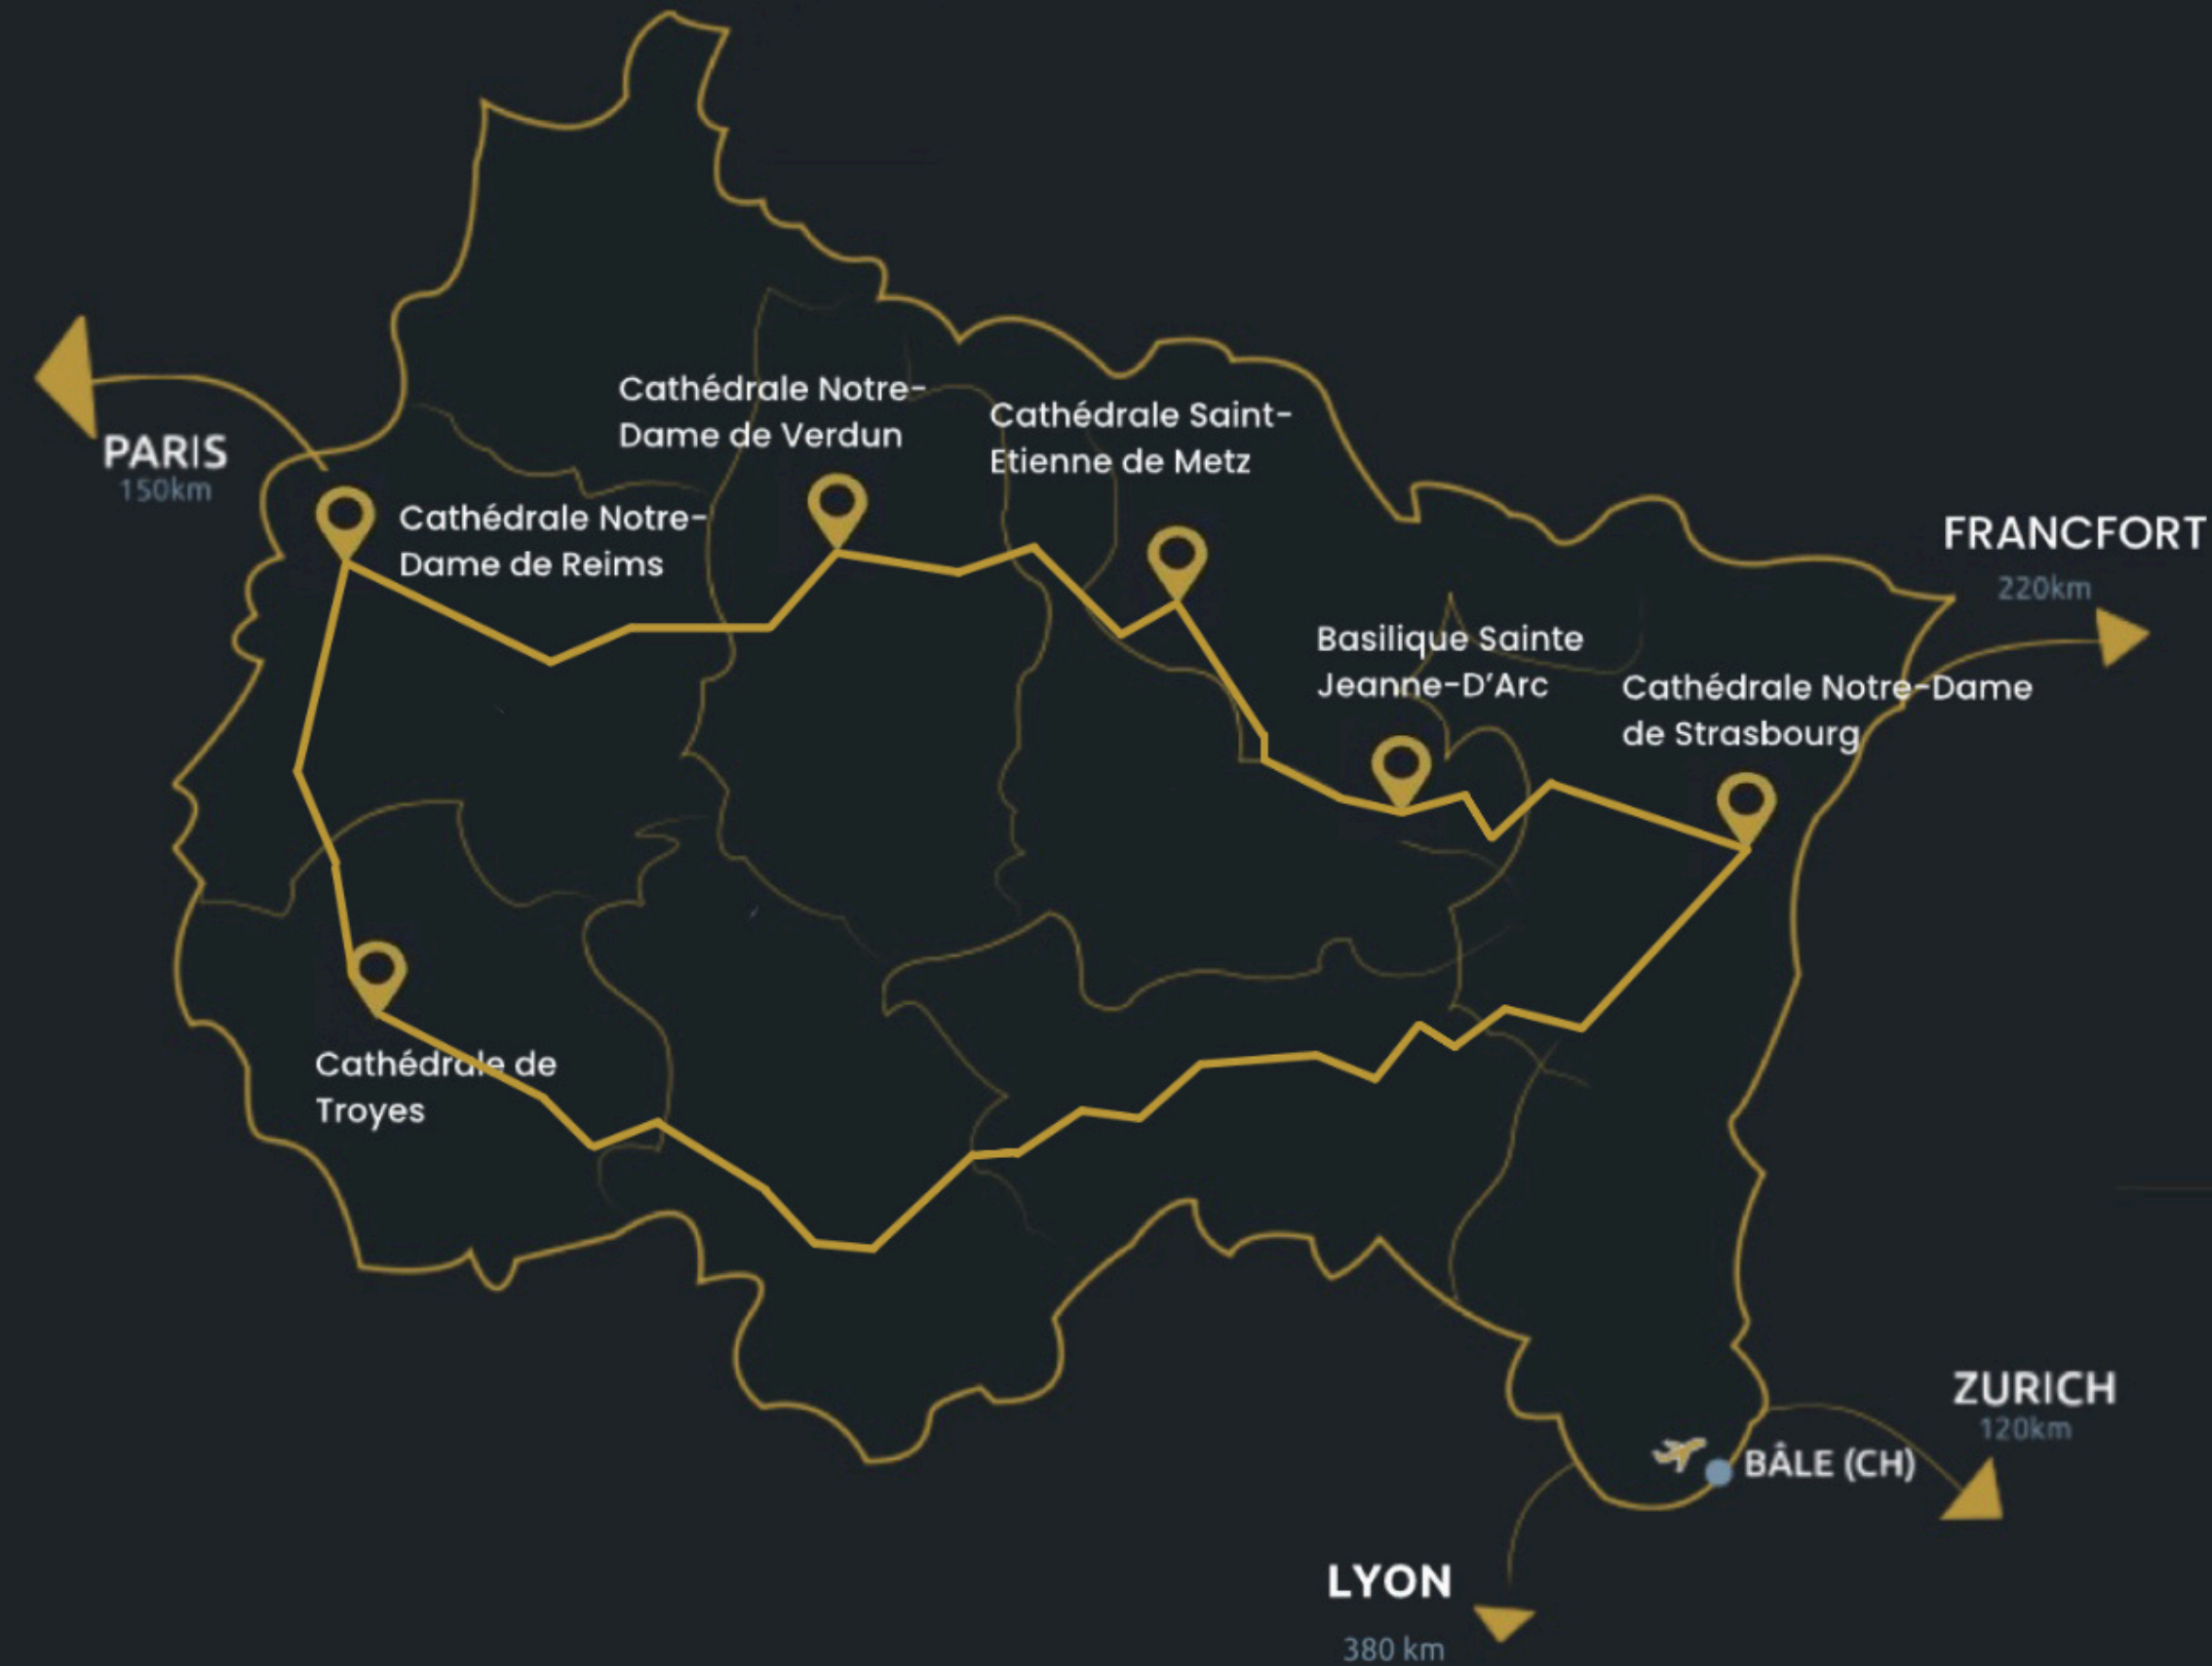 Cathédrale Notre-
Dame de Verdun
Cathédrale Saint-
Etienne de Metz
PARIS
150km
Cathédrale Notre-
Dame de Reims
FRANCFORT
220km
Basilique Sainte
Jeanne-D'Arc
Cathédrale Notre-Dame
de Strasbourg
Cathédrale de
Troyes
ZURICH
120km
BÂLE (CH)
LYON
380 km